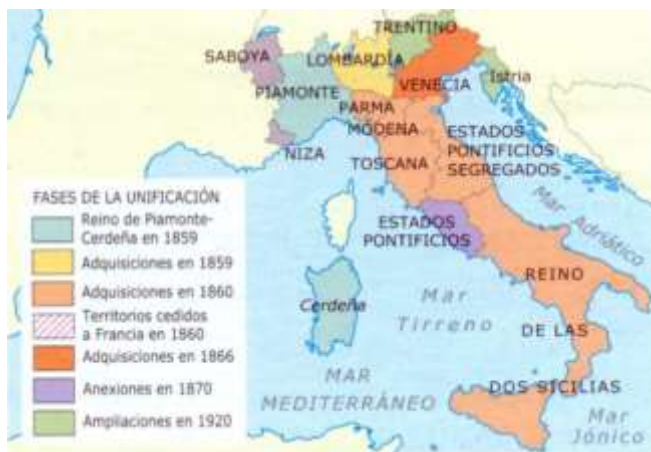 TRENTINO
SABOYA
LOMBARDÍA
VENECIA
Istria
PIAMONTE
PARMA
MÓDENA
NIZA
TOSCANA
ESTADOS
PONTIFICIOS
SEGREGADOS
FASES DE LA UNIFICACIÓN
Reino de Piamonte-
Cerdeña en 1859
Adquisiciones en 1859
Adquisiciones en 1860
Territorios cedidos
a Francia en 1860
Adquisiciones en 1866
Anexiones en 1870
Ampliaciones en 1920
ESTADOS
PONTIFICIOS
Mar Adriático
Cerdeña
Mar
Tirreno
REINO
DE LAS
DOS SICILIAS
MAR
MEDITERRÁNEO
Mar
Jónico